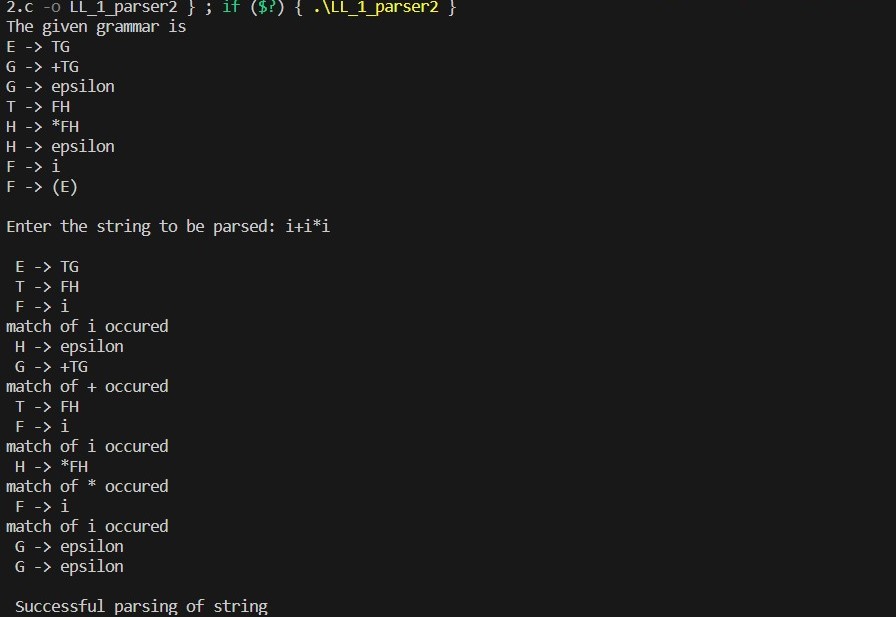 2.c -o LL_1_parser2 } ; if ($?) { .\LL_1_parser2 }
The given grammar is
E -> TG
G -> +TG
G -> epsilon
T -> FH
H -> *FH
H -> epsilon
F -> i
F -> (E)
Enter the string to be parsed: i+i*i
E -> TG
T -> FH
F -> i
match of i occured
H -> epsilon
G -> +TG
match of + occured
T -> FH
F -> i
match of i occured
H -> *FH
match of * occured
F -> i
match of i occured
G -> epsilon
G -> epsilon
Successful parsing of string